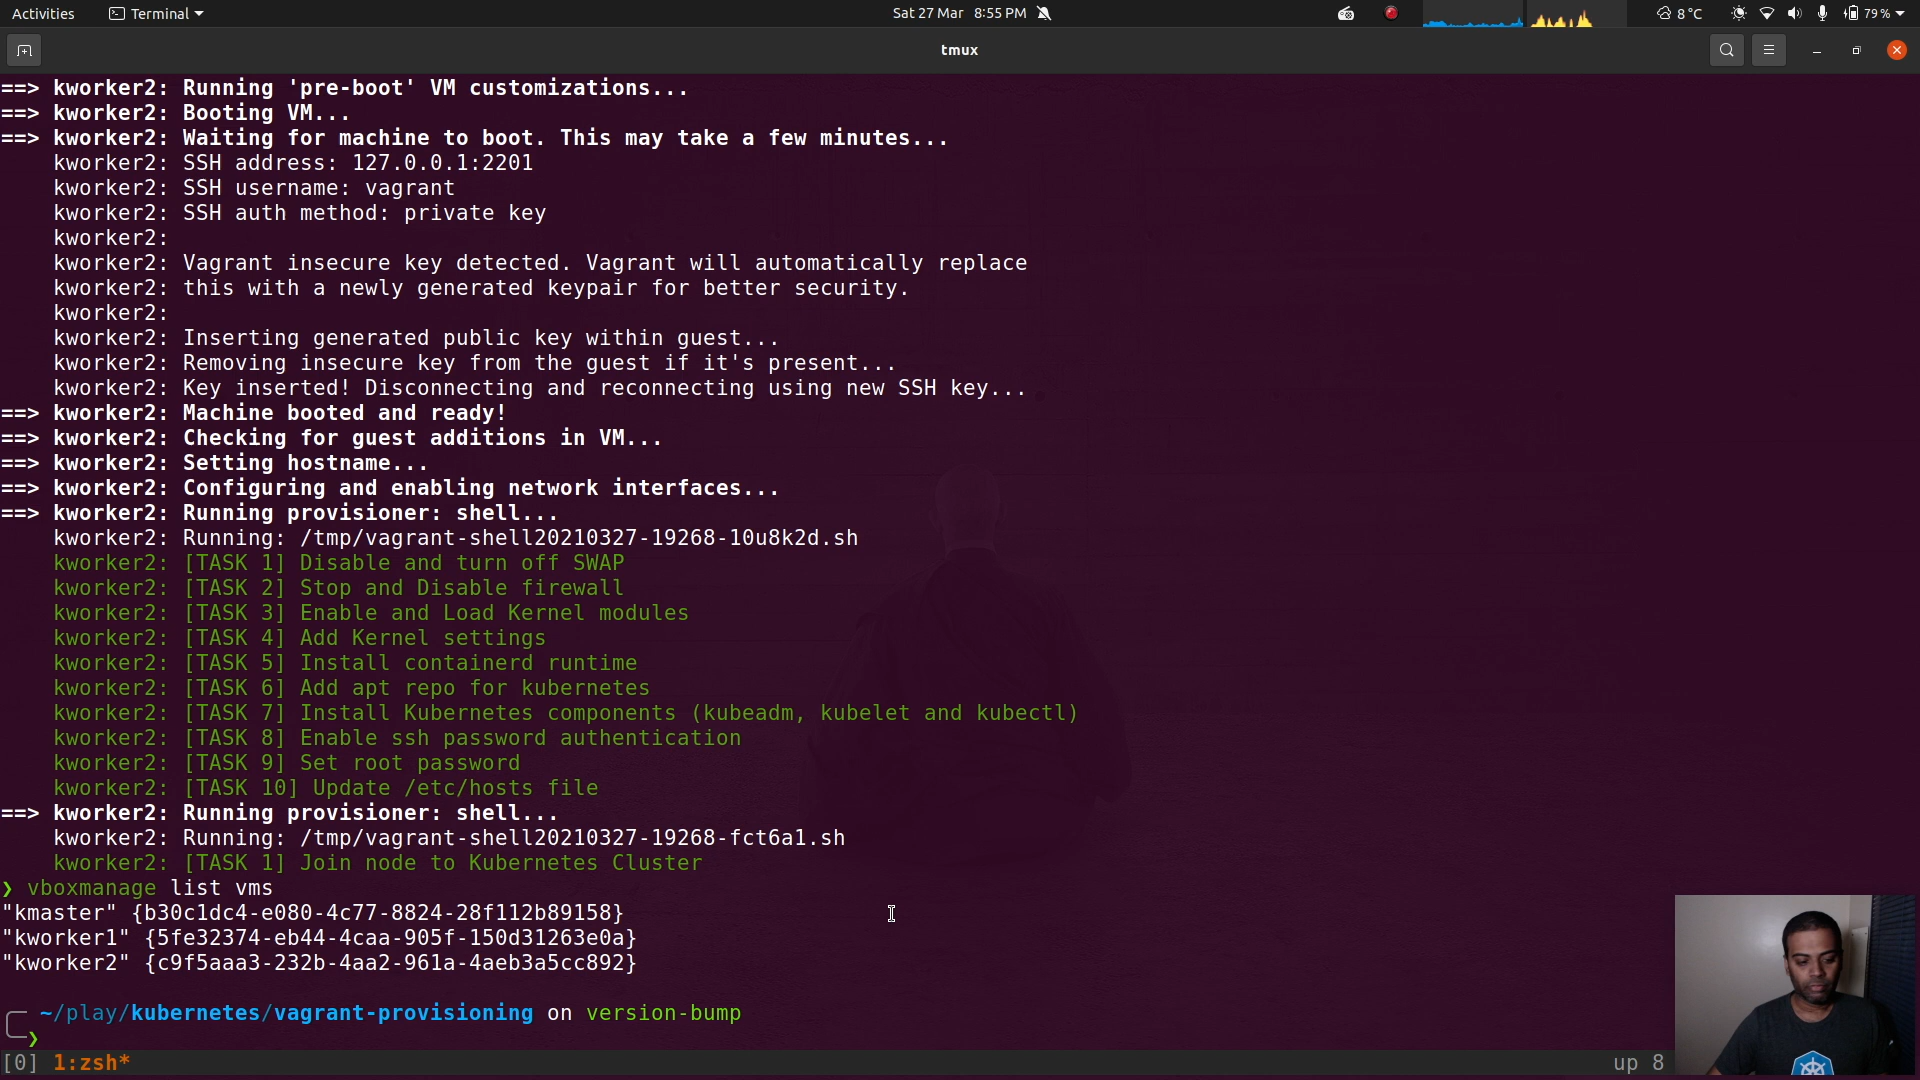 Activities
Terminal
Sat 27 Mar 8:55 PM
8 °C
79 %
tmux
==> kworker2: Running 'pre-boot' VM customizations...
==> kworker2: Booting VM...
==> kworker2: Waiting for machine to boot. This may take a few minutes...
kworker2: SSH address: 127.0.0.1:2201
kworker2: SSH username: vagrant
kworker2: SSH auth method: private key
kworker2:
kworker2: Vagrant insecure key detected. Vagrant will automatically replace
kworker2: this with a newly generated keypair for better security.
kworker2:
kworker2: Inserting generated public key within guest...
kworker2: Removing insecure key from the guest if it's present...
kworker2: Key inserted! Disconnecting and reconnecting using new SSH key...
==> kworker2: Machine booted and ready!
==> kworker2: Checking for guest additions in VM...
==> kworker2: Setting hostname...
==> kworker2: Configuring and enabling network interfaces...
==> kworker2: Running provisioner: shell...
kworker2: Running: /tmp/vagrant-shell20210327-19268-10u8k2d.sh
kworker2: [TASK 1] Disable and turn off SWAP
kworker2: [TASK 2] Stop and Disable firewall
kworker2: [TASK 3] Enable and Load Kernel modules
kworker2: [TASK 4] Add Kernel settings
kworker2: [TASK 5] Install containerd runtime
kworker2: [TASK 6] Add apt repo for kubernetes
kworker2: [TASK 7] Install Kubernetes components (kubeadm, kubelet and kubectl)
kworker2: [TASK 8] Enable ssh password authentication
kworker2: [TASK 9] Set root password
kworker2: [TASK 10] Update /etc/hosts file
==> kworker2: Running provisioner: shell...
kworker2: Running: /tmp/vagrant-shell20210327-19268-fct6a1.sh
kworker2: [TASK 1] Join node to Kubernetes Cluster
❯ vboxmanage list vms
"kmaster" {b30c1dc4-e080-4c77-8824-28f112b89158}
"kworker1" {5fe32374-eb44-4caa-905f-150d31263e0a}
"kworker2" {c9f5aaa3-232b-4aa2-961a-4aeb3a5cc892}
~/play/kubernetes/vagrant-provisioning on version-bump
❯
[0] 1:zsh*
up 8